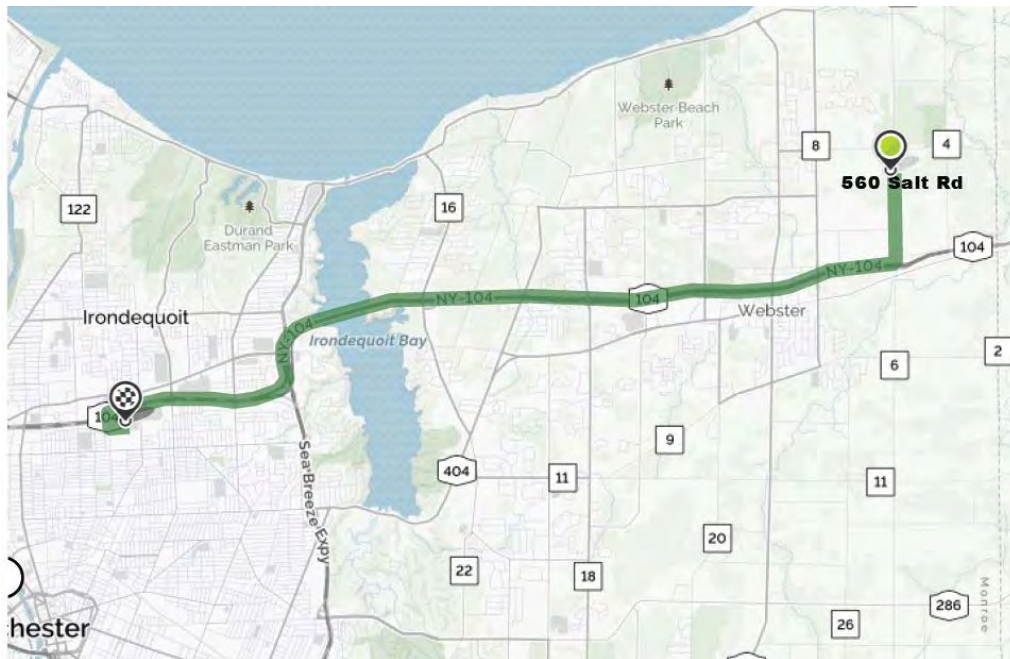 Webster Beach
Park
8
4
560 Salt Rd
122
16
Durand
Eastman Park
104
NY-104
NY-104
104
Irondequoit
NY-104
Irondequoit Bay
Webster
2
6
104
9
Sea Breeze Expy
404
11
11
20
22
18
286
Monroe
26
hester